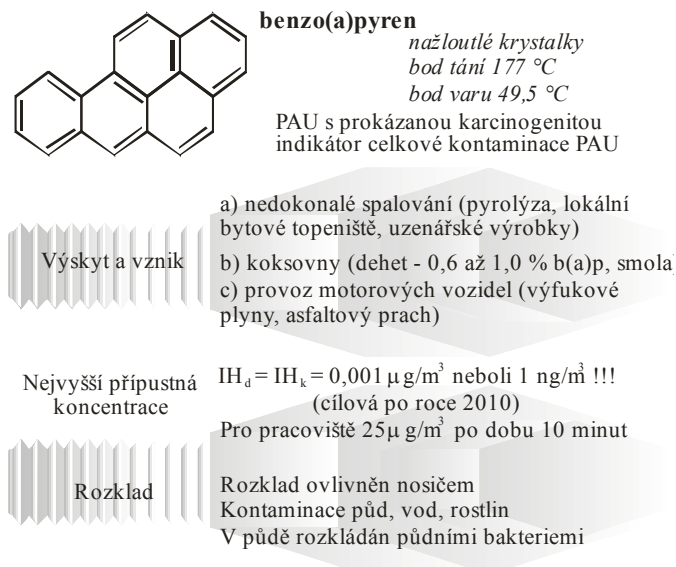 benzo(a)pyren
nažloutlé krystalky
bod tání 177 °C
bod varu 49,5 °C
PAU s prokázanou karcinogenitou
indikátor celkové kontaminace PAU
a) nedokonalé spalování (pyrolýza, lokální
bytové topeniště, uzenářské výrobky)
Výskyt a vznik
b) koksovny (dehet - 0,6 až 1,0 % b(a)p, smola)
c) provoz motorových vozidel (výfukové
plyny, asfaltový prach)
Nejvyšší přípustná
koncentrace
IH_d = IH_k = 0,001 μg/m³ neboli 1 ng/m³ !!!
(cílová po roce 2010)
Pro pracoviště 25μg/m³ po dobu 10 minut
Rozklad
Rozklad ovlivněn nosičem
Kontaminace půd, vod, rostlin
V půdě rozkládán půdními bakteriemi